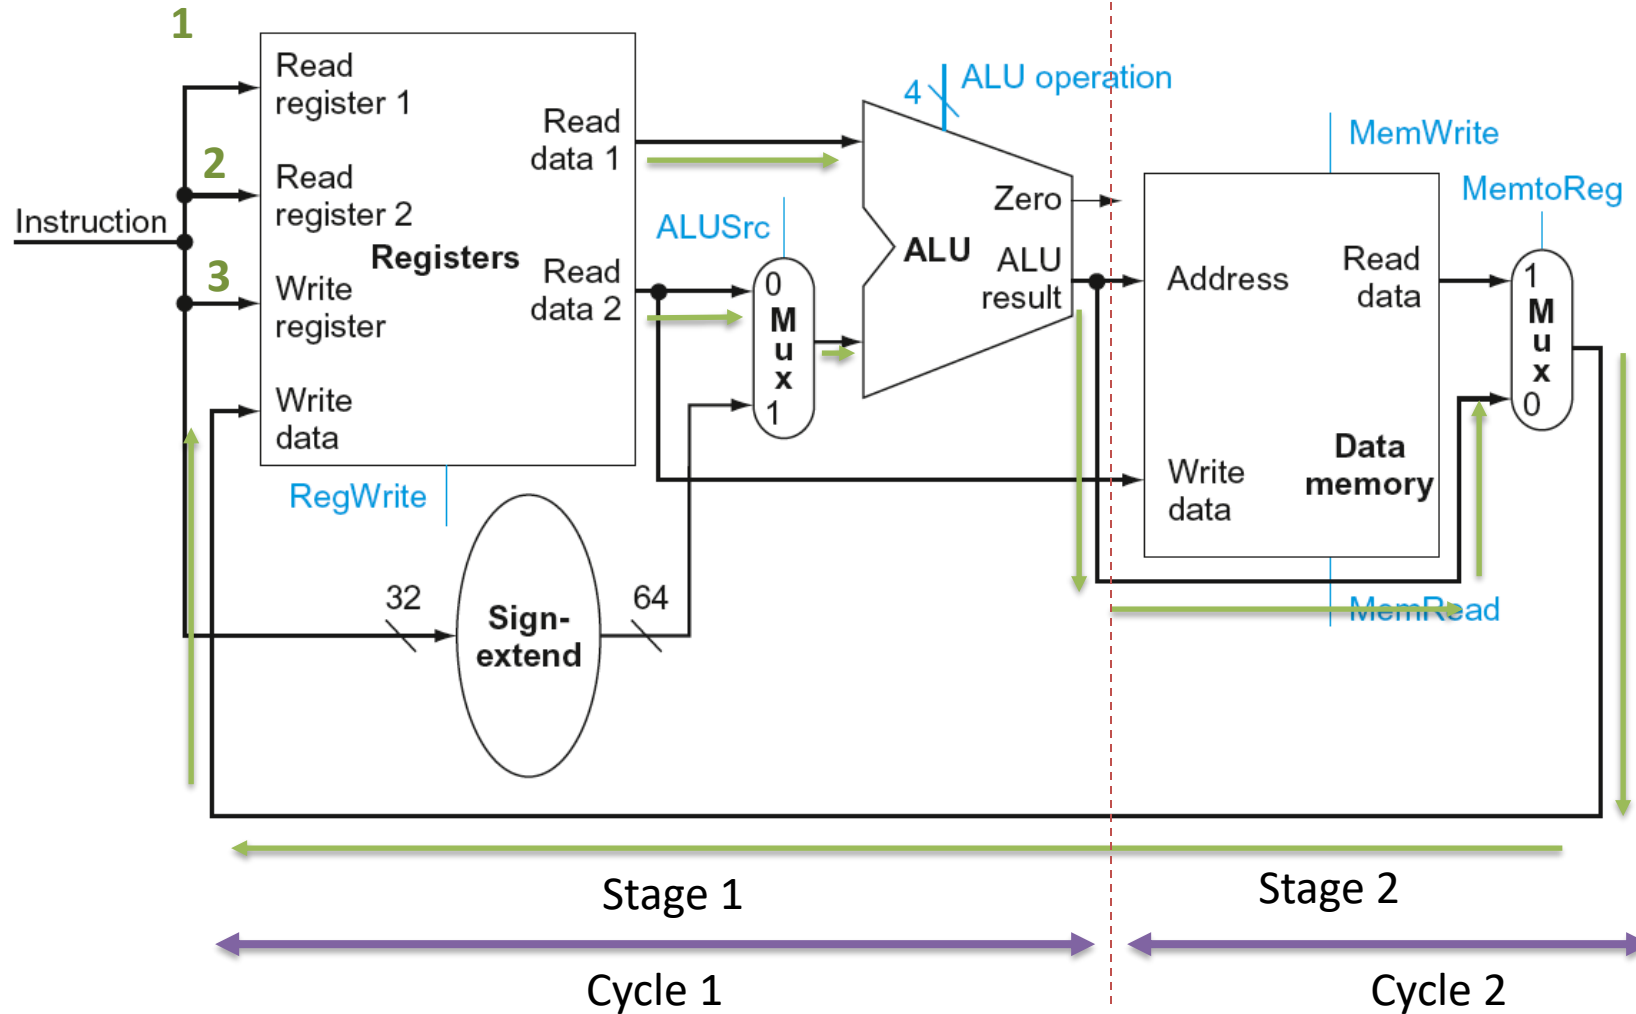 1
Read
register 1
2
Read
register 2
Instruction
3
Write
register
Write
data
Registers
Read
data 1
Read
data 2
RegWrite
32
Sign-
extend
64
ALUSrc
0
M
u
x
1
4
ALU operation
Zero
ALU
ALU
result
MemWrite
MemtoReg
Address
Read
data
Write
data
Data
memory
MemRead
1
M
u
x
0
Stage 1
Stage 2
Cycle 1
Cycle 2